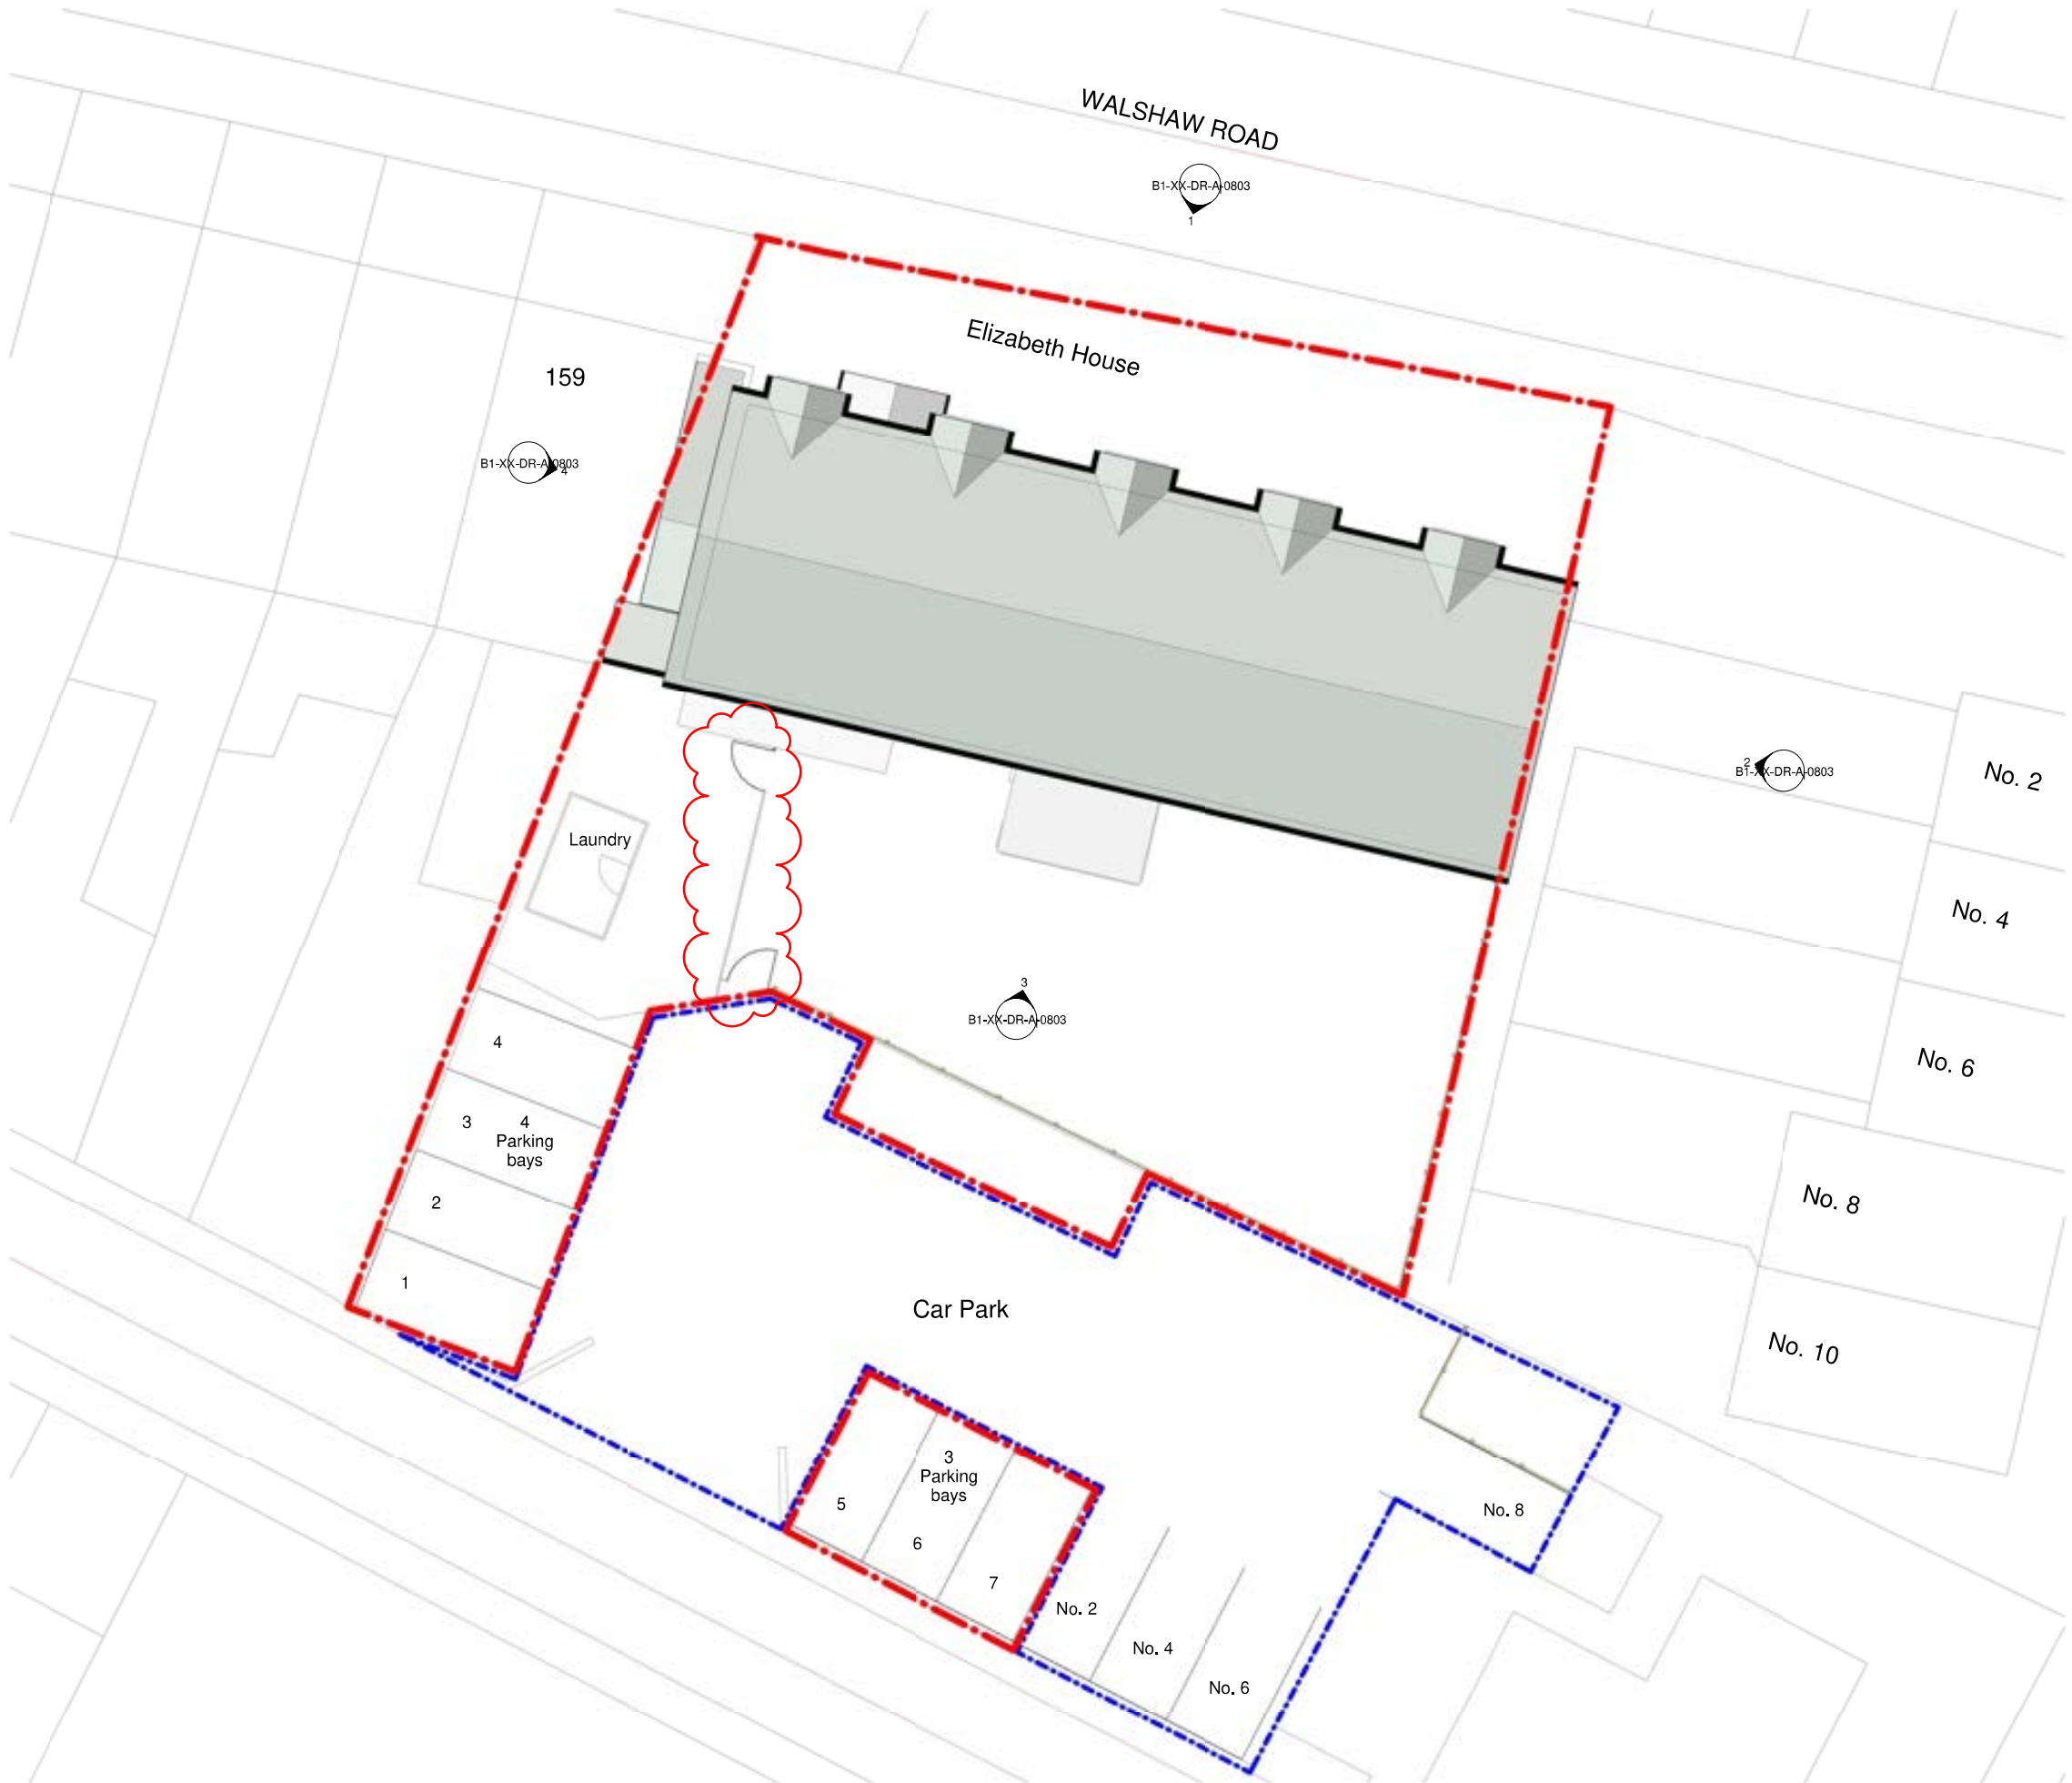 WALSHAW ROAD
B1-XX-DR-A-0803
1
Elizabeth House
159
B1-XX-DR-A-0803
4
2
B1-XX-DR-A-0803
No. 2
Laundry
No. 4
3
B1-XX-DR-A-0803
4
No. 6
3
4
Parking
bays
2
No. 8
1
Car Park
No. 10
3
Parking
bays
5
6
7
No. 8
No. 2
No. 4
No. 6